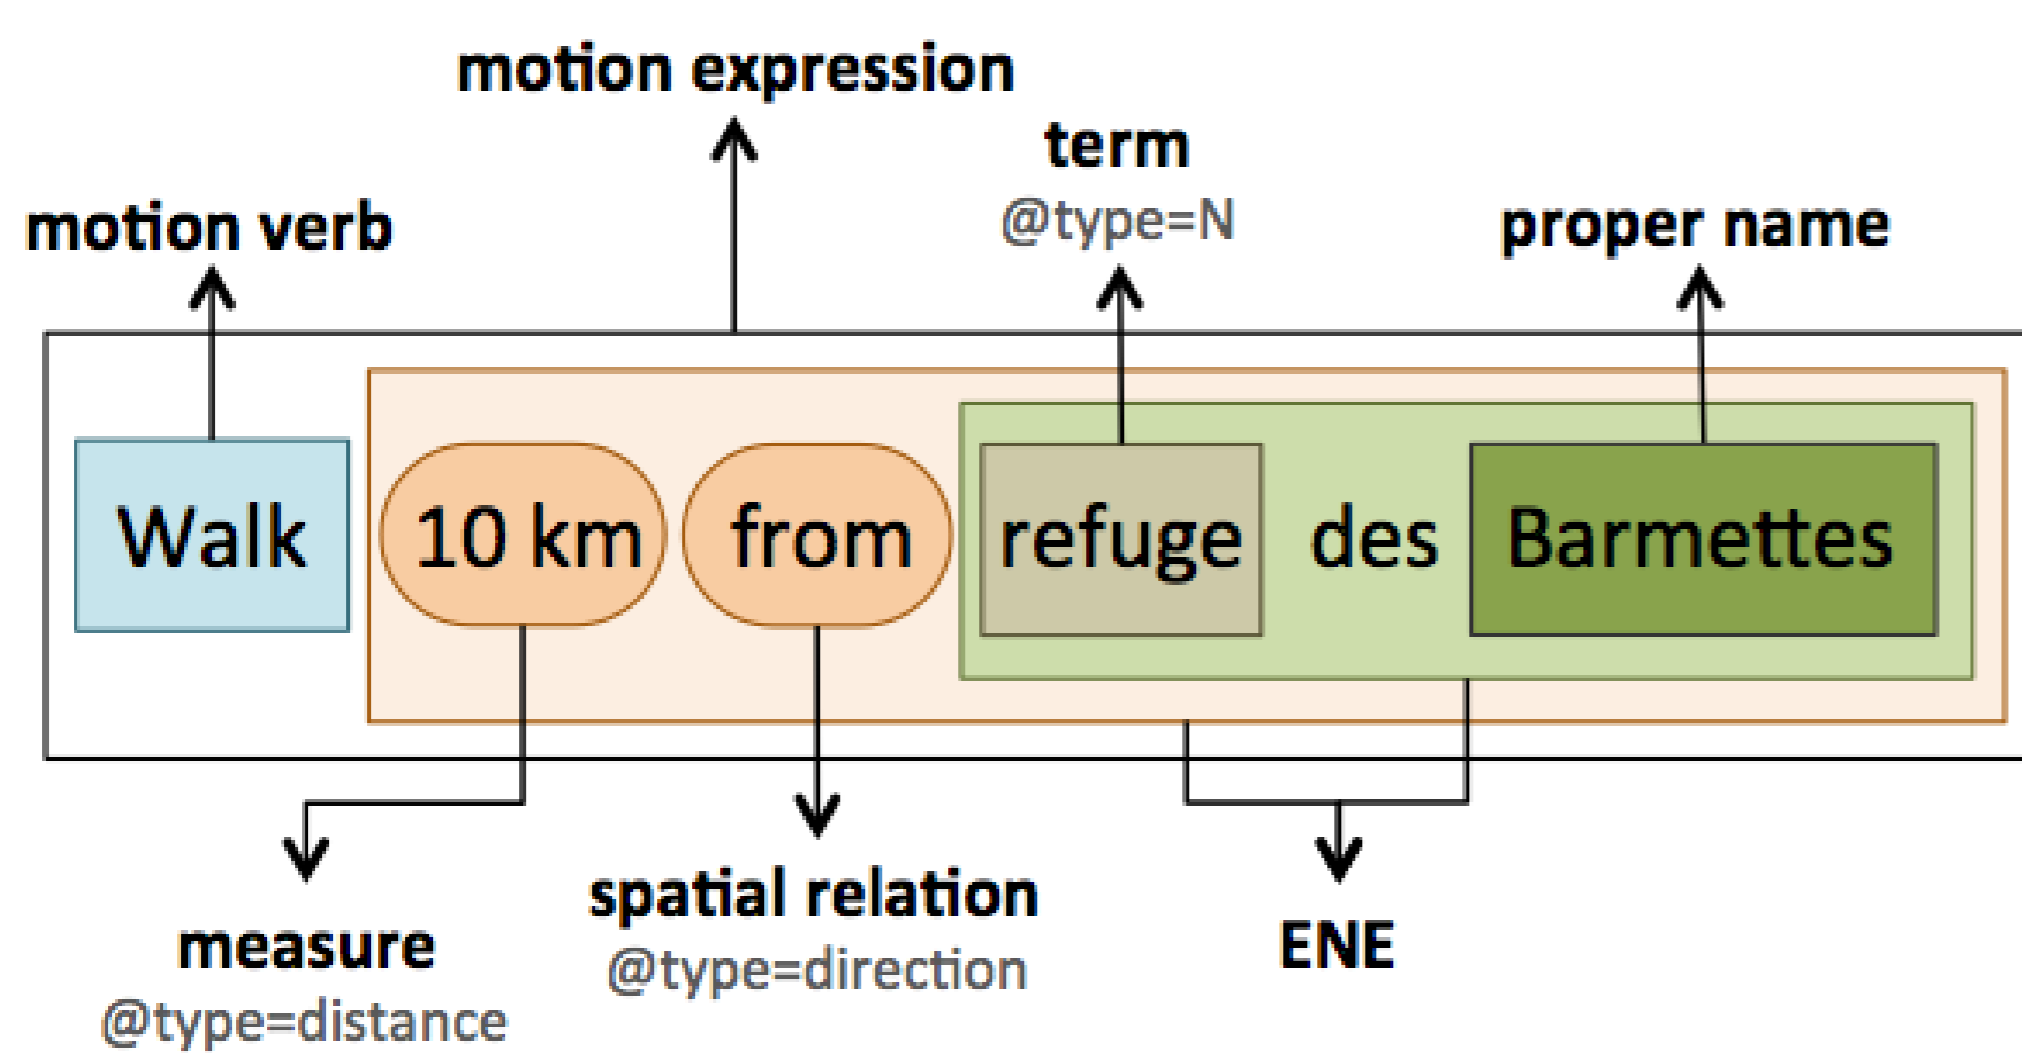 motion expression
term
@type=N
motion verb
proper name
Walk 10 km from refuge des Barmettes
spatial relation
@type=direction
measure
@type=distance
ENE